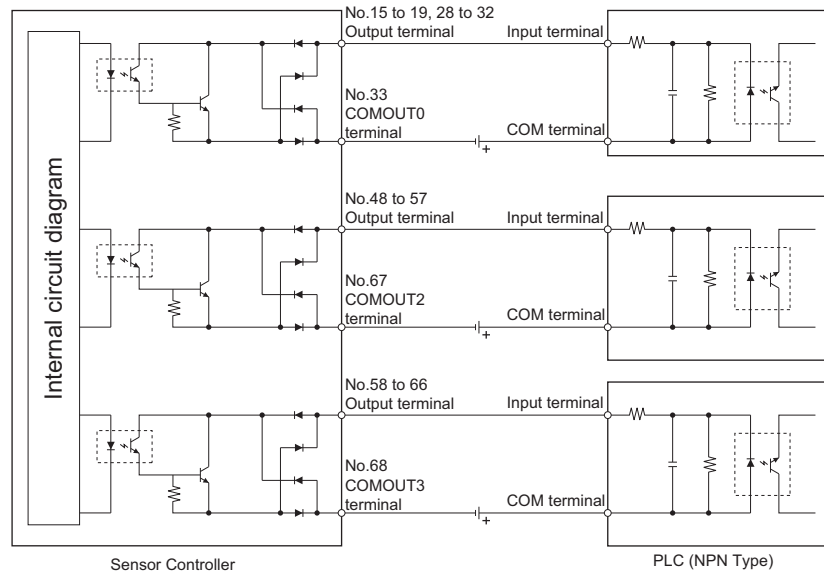 No.15 to 19, 28 to 32
Output terminal
Input terminal
No.33
COMOUT0
terminal
COM terminal
+
No.48 to 57
Output terminal
Input terminal
No.67
COMOUT2
terminal
COM terminal
+
No.58 to 66
Output terminal
Input terminal
No.68
COMOUT3
terminal
COM terminal
+
Internal circuit diagram
Sensor Controller
PLC (NPN Type)